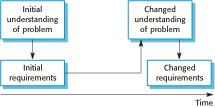 Initial
understanding
of problem
Changed
understanding
of problem
Initial
requirements
Changed
requirements
Time